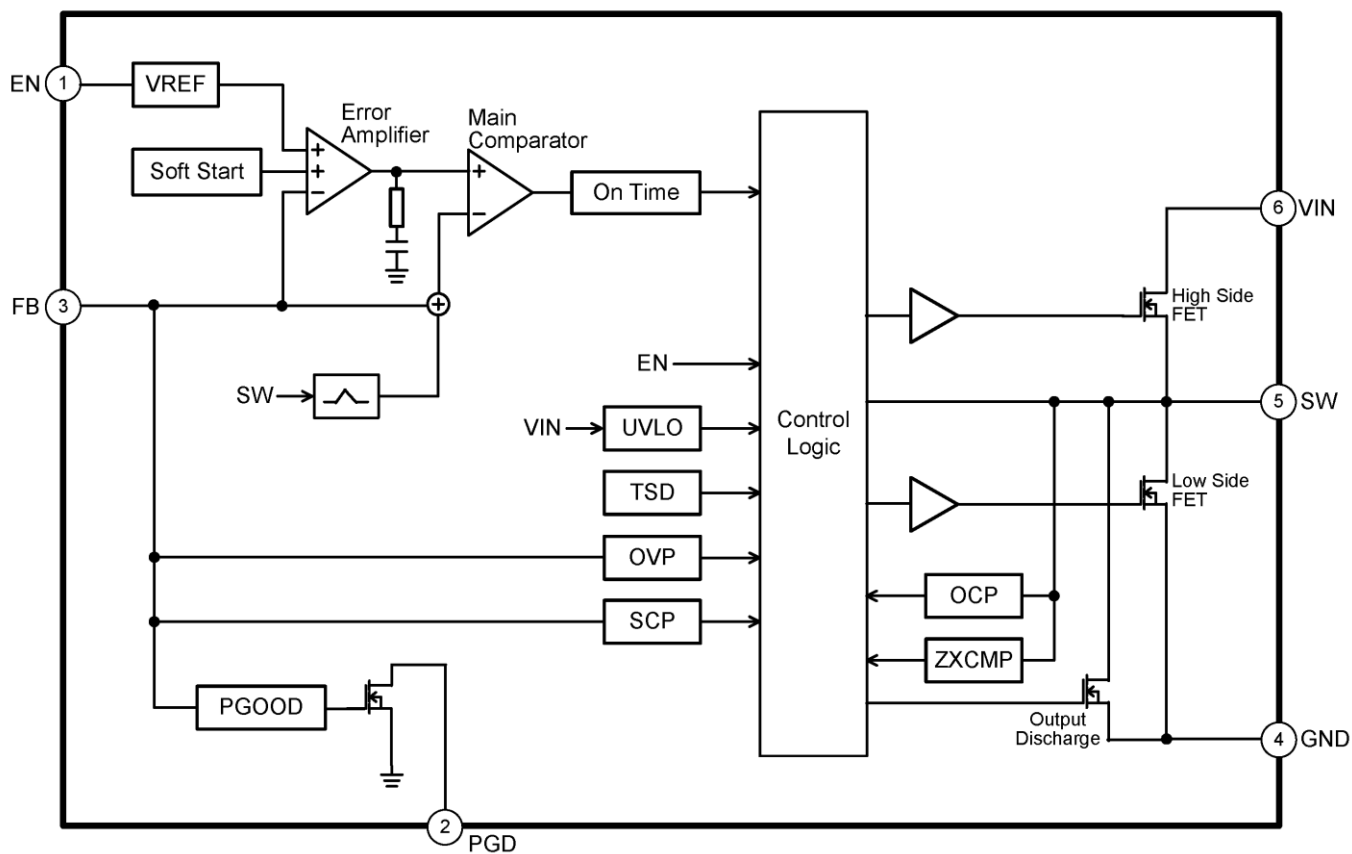 EN 1
VREF
Soft Start
+
+
−
Error
Amplifier
Main
Comparator
+
−
On Time
FB 3
+
SW
EN
VIN
UVLO
TSD
OVP
SCP
PGOOD
2
PGD
Control
Logic
6 VIN
High Side
FET
5 SW
Low Side
FET
OCP
ZXCMP
Output
Discharge
4 GND